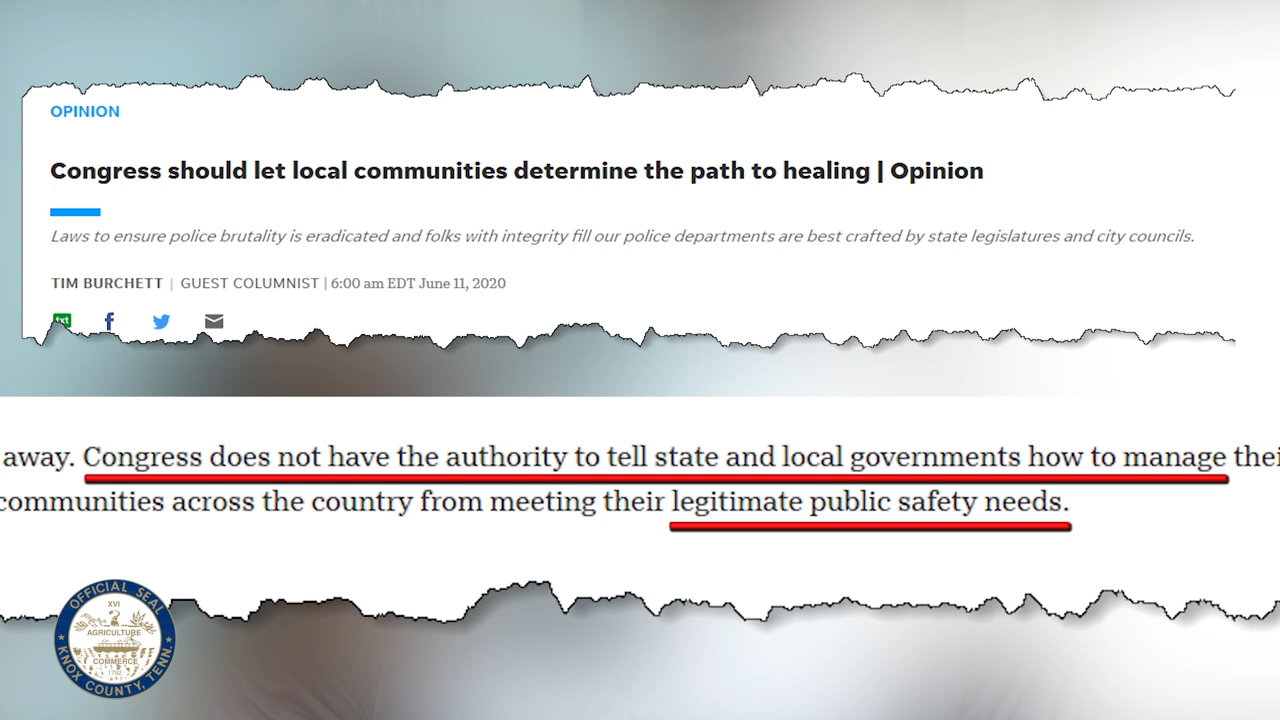 OPINION
Congress should let local communities determine the path to healing | Opinion
Laws to ensure police brutality is eradicated and folks with integrity fill our police departments are best crafted by state legislatures and city councils.
TIM BURCHETT | GUEST COLUMNIST | 6:00 am EDT June 11, 2020
txt
away. Congress does not have the authority to tell state and local governments how to manage thei
communities across the country from meeting their legitimate public safety needs.
OFFICIAL SEAL
XVI
AGRICULTURE
COMMERCE
1792
KNOX COUNTY, TENN.